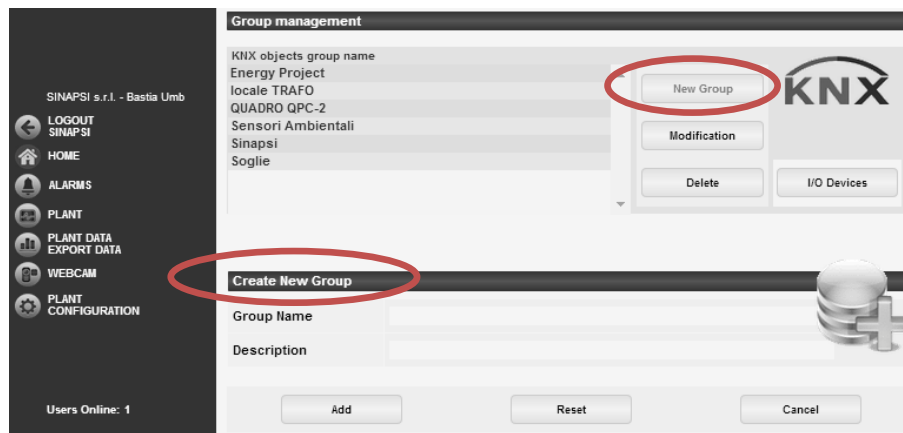 SINAPSI s.r.l. - Bastia Umb
LOGOUT
SINAPSI
HOME
ALARMS
PLANT
PLANT DATA
EXPORT DATA
WEBCAM
PLANT
CONFIGURATION
Users Online: 1
Group management
KNX objects group name
Energy Project
locale TRAFO
QUADRO QPC-2
Sensori Ambientali
Sinapsi
Soglie
New Group
Modification
Delete
KNX
I/O Devices
Create New Group
Group Name
Description
Add
Reset
Cancel